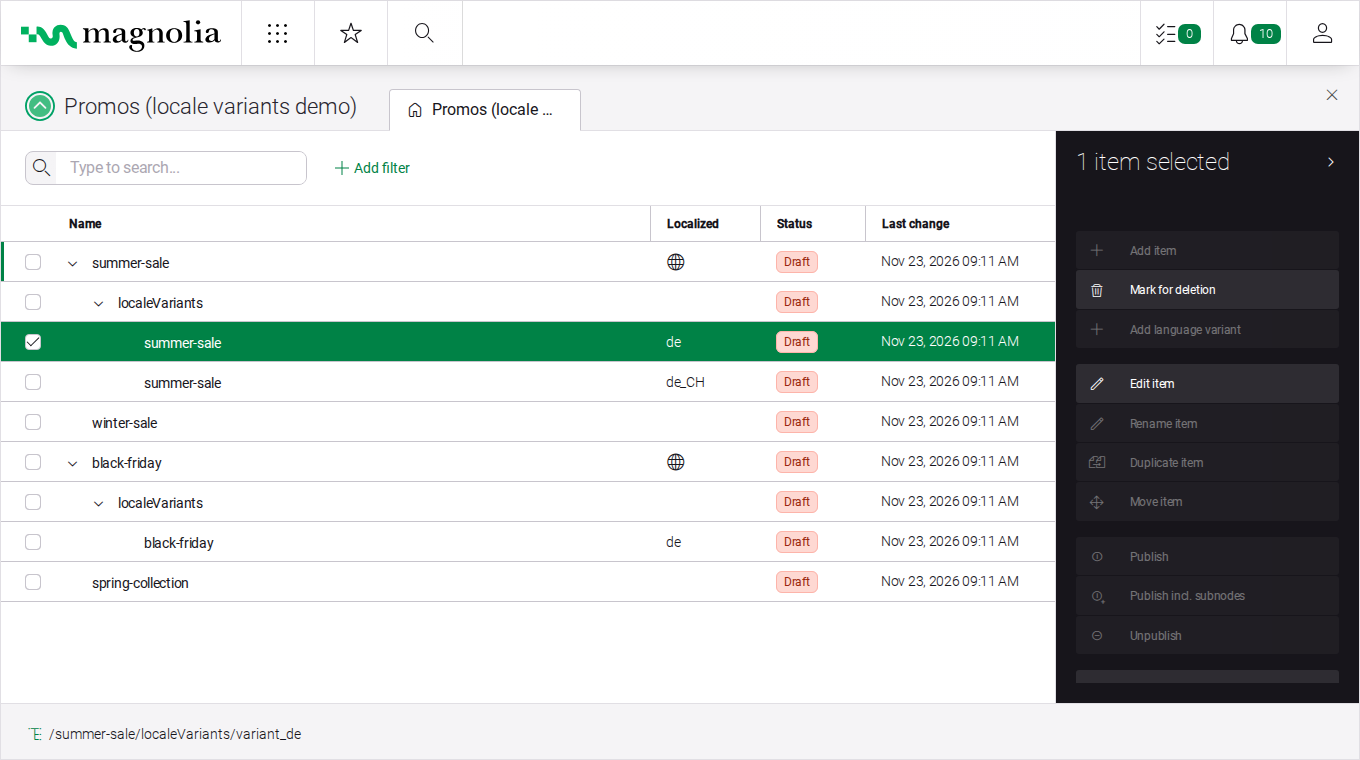 magnolia
0
10
Promos (locale variants demo)
Promos (locale ...
Type to search...
Add filter
1 item selected
Name Localized Status Last change
summer-sale Draft Nov 23, 2026 09:11 AM
localeVariants Draft Nov 23, 2026 09:11 AM
summer-sale de Draft Nov 23, 2026 09:11 AM
summer-sale de_CH Draft Nov 23, 2026 09:11 AM
winter-sale Draft Nov 23, 2026 09:11 AM
black-friday Draft Nov 23, 2026 09:11 AM
localeVariants Draft Nov 23, 2026 09:11 AM
black-friday de Draft Nov 23, 2026 09:11 AM
spring-collection Draft Nov 23, 2026 09:11 AM
Add item
Mark for deletion
Add language variant
Edit item
Rename item
Duplicate item
Move item
Publish
Publish incl. subnodes
Unpublish
/summer-sale/localeVariants/variant_de